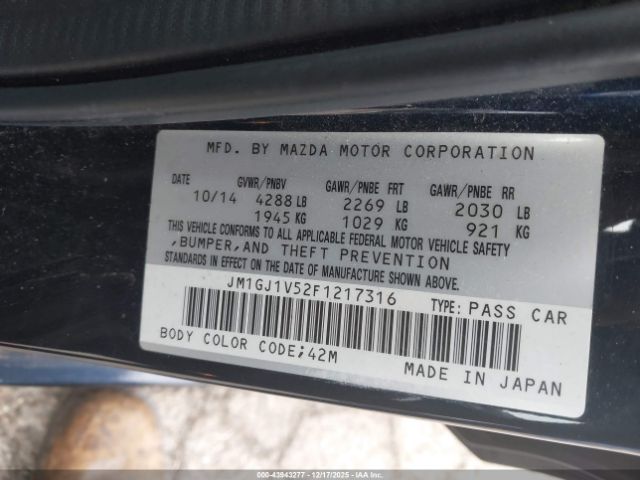 MFD. BY MAZDA MOTOR CORPORATION
DATE GVWR/PNBV GAWR/PNBE FRT GAWR/PNBE RR
10/14 4288 LB 2269 LB 2030 LB
1945 KG 1029 KG 921 KG
THIS VEHICLE CONFORMS TO ALL APPLICABLE FEDERAL MOTOR VEHICLE SAFETY
,BUMPER,AND THEFT PREVENTION
STANDARDS IN EFFECT ON THE DATE OF MANUFACTURE SHOWN ABOVE.
JM1GJ1V52F1217316 TYPE: PASS CAR
BODY COLOR CODE;42M
MADE IN JAPAN
000-43943277 - 12/17/2025 - IAAI.COM